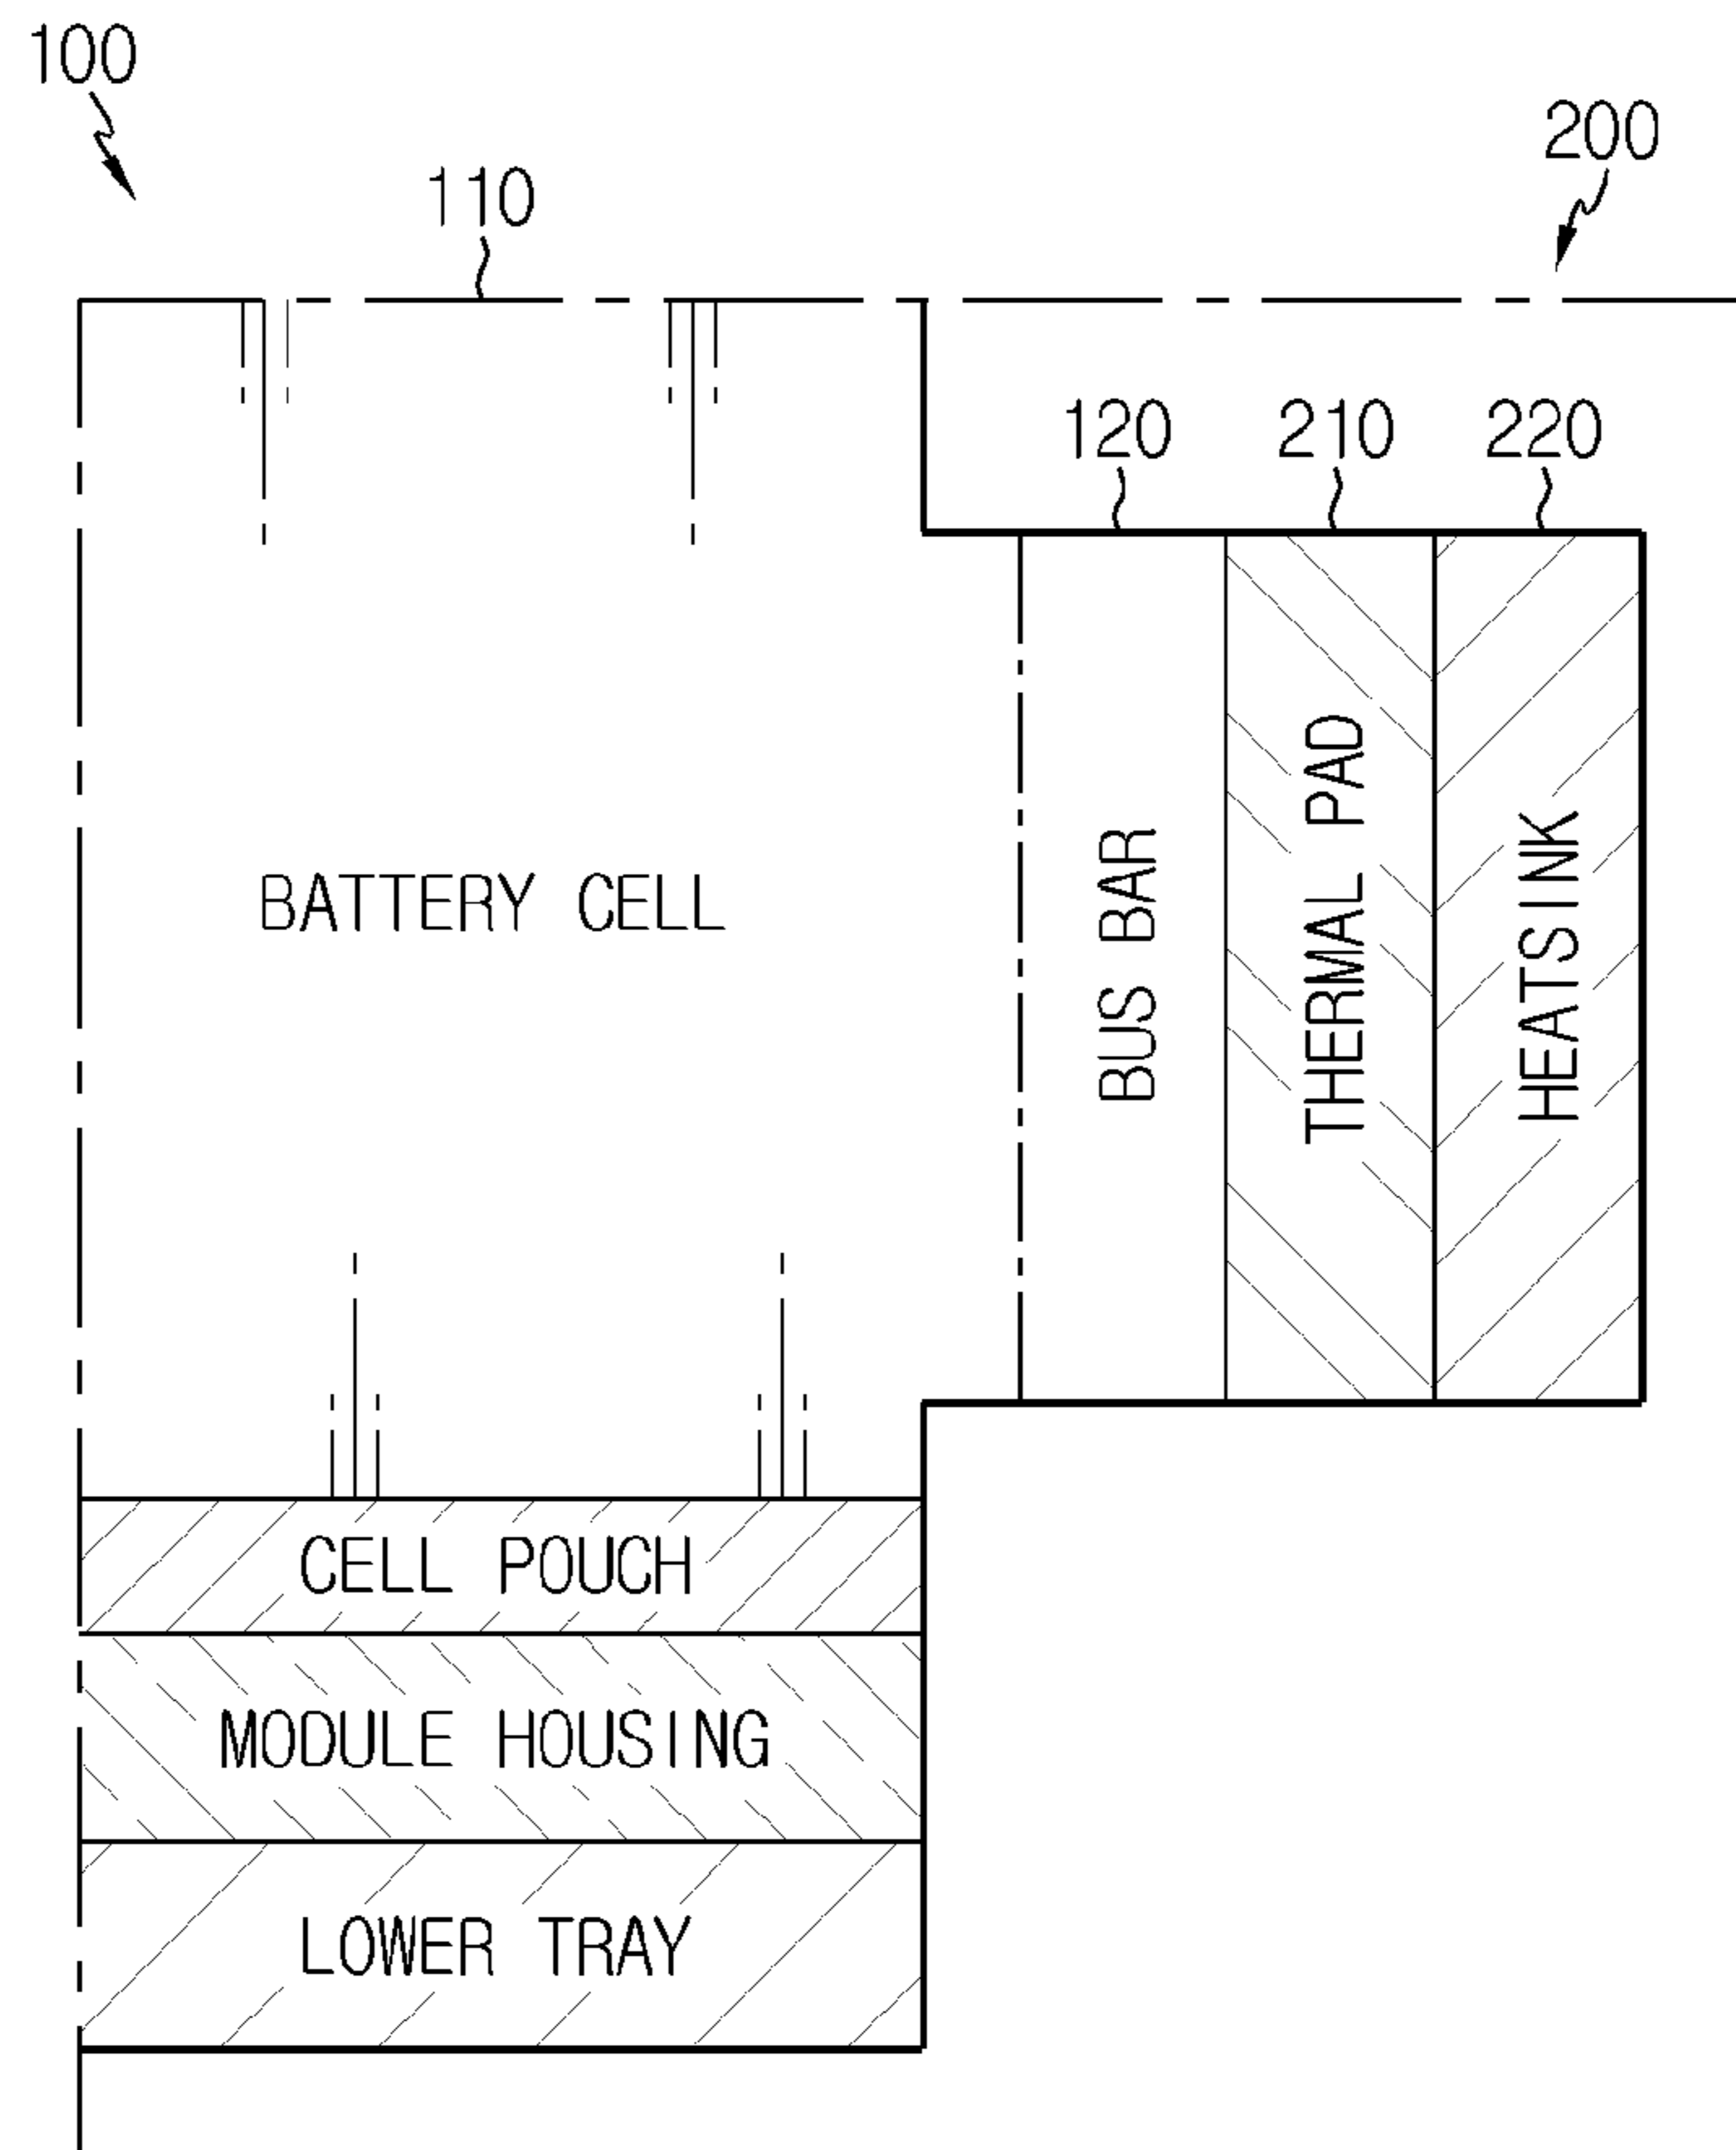 100
200
110
120
210
220
BATTERY CELL
BUS BAR
THERMAL PAD
HEATSINK
CELL POUCH
MODULE HOUSING
LOWER TRAY